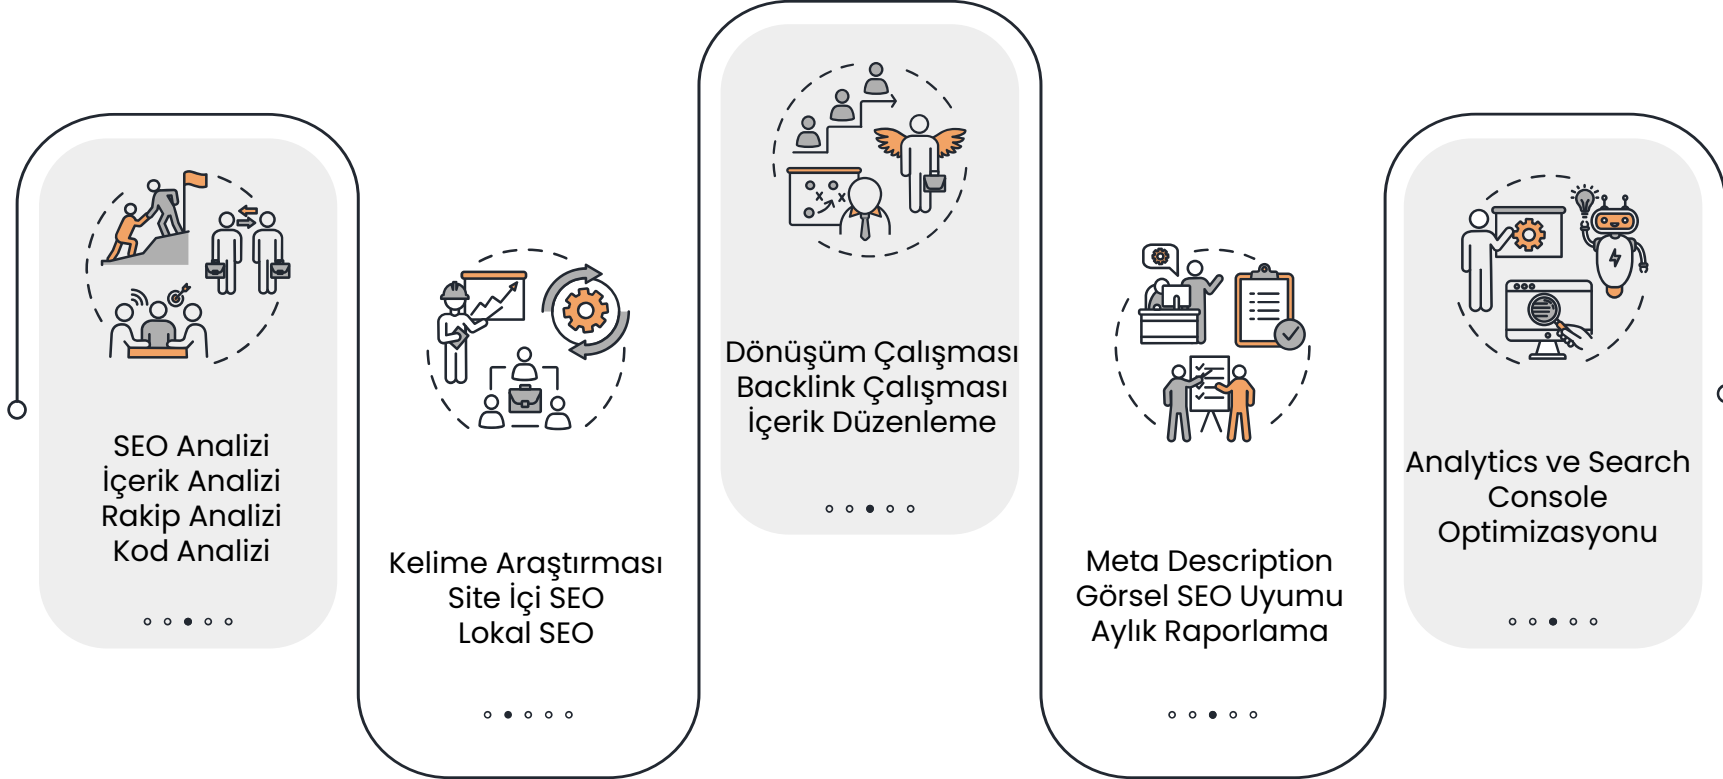 SEO Analizi
İçerik Analizi
Rakip Analizi
Kod Analizi
Kelime Araştırması
Site İçi SEO
Lokal SEO
Dönüşüm Çalışması
Backlink Çalışması
İçerik Düzenleme
Meta Description
Görsel SEO Uyumu
Aylık Raporlama
Analytics ve Search
Console
Optimizasyonu